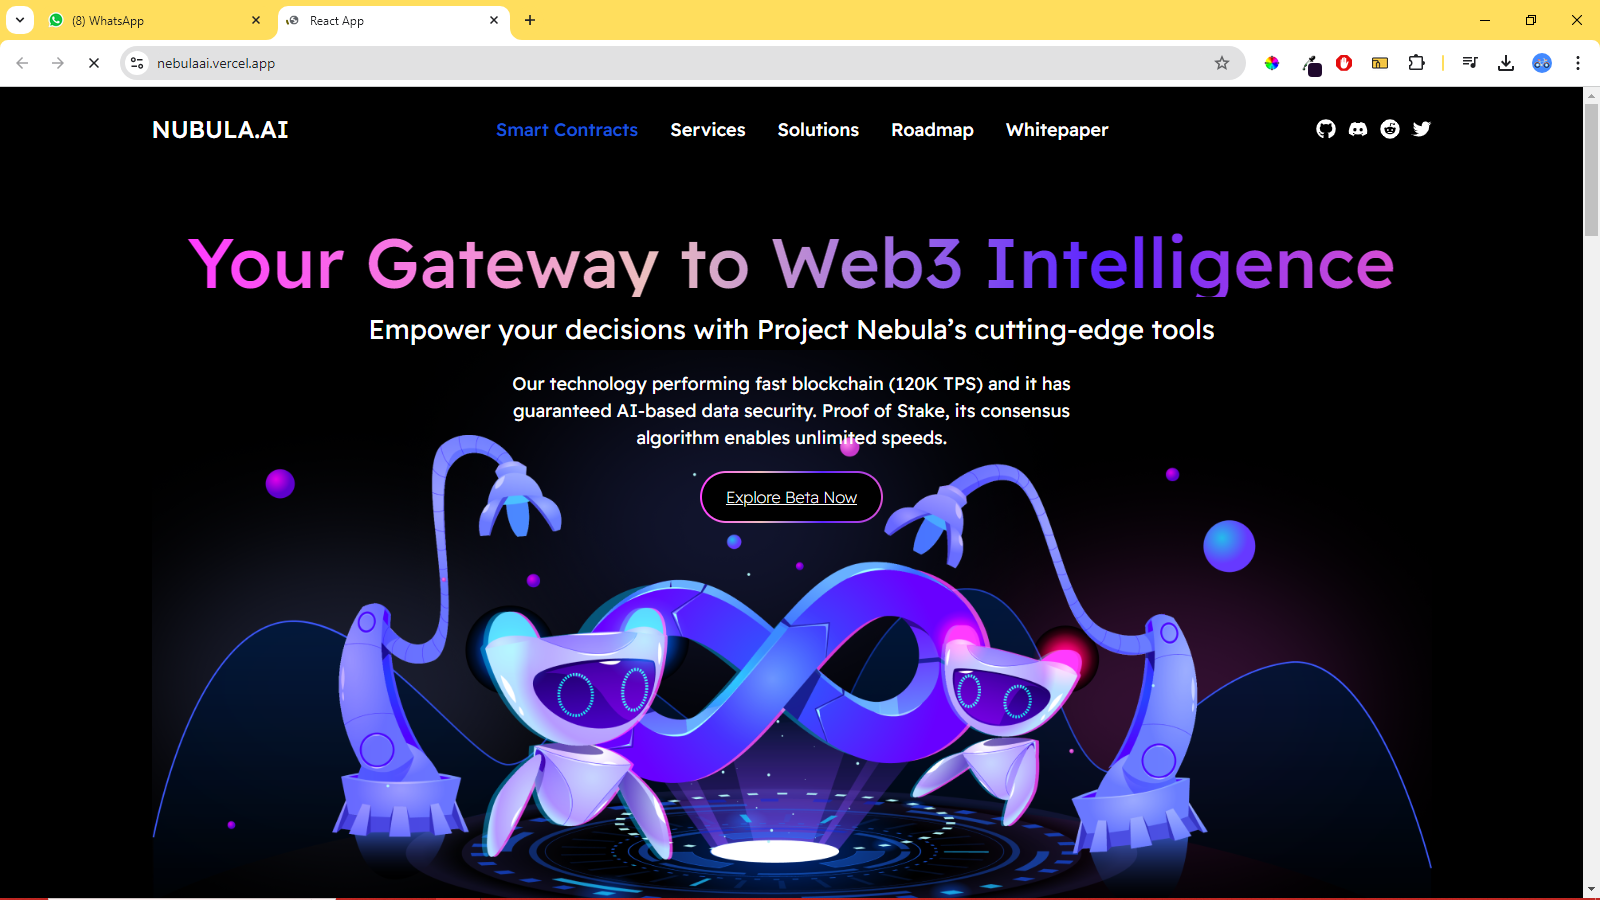 (8) WhatsApp
React App
nebulaai.vercel.app
NUBULA.AI
Smart Contracts
Services
Solutions
Roadmap
Whitepaper
Your Gateway to Web3 Intelligence
Empower your decisions with Project Nebula’s cutting-edge tools
Our technology performing fast blockchain (120K TPS) and it has
guaranteed AI-based data security. Proof of Stake, its consensus
algorithm enables unlimited speeds.
Explore Beta Now